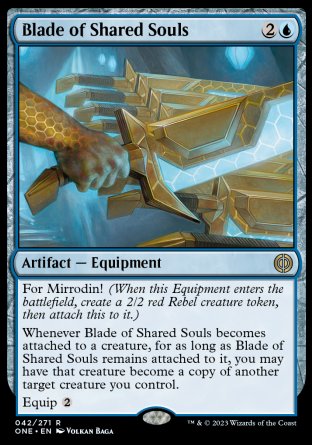 Blade of Shared Souls 2
Artifact — Equipment
For Mirrodin! (When this Equipment enters the
battlefield, create a 2/2 red Rebel creature token,
then attach this to it.)
Whenever Blade of Shared Souls becomes
attached to a creature, for as long as Blade of
Shared Souls remains attached to it, you may
have that creature become a copy of another
target creature you control.
Equip 2
042/271 R
ONE • EN Volkan Baga ™ & © 2023 Wizards of the Coast